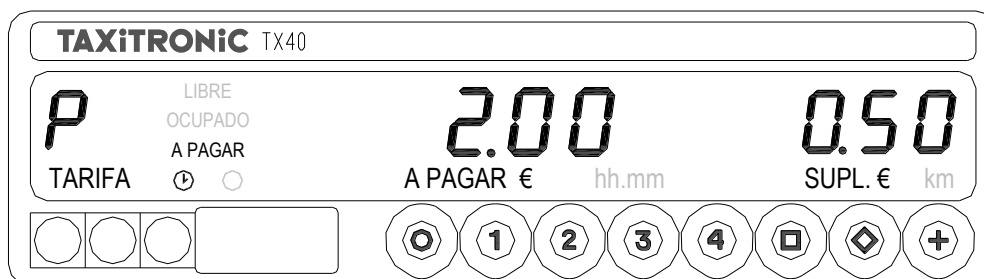 TAXiTRONiC TX40
LIBRE
OCUPADO
P 2.00 0.50
A PAGAR
TARIFA A PAGAR € hh.mm SUPL. € km
1 2 3 4 +